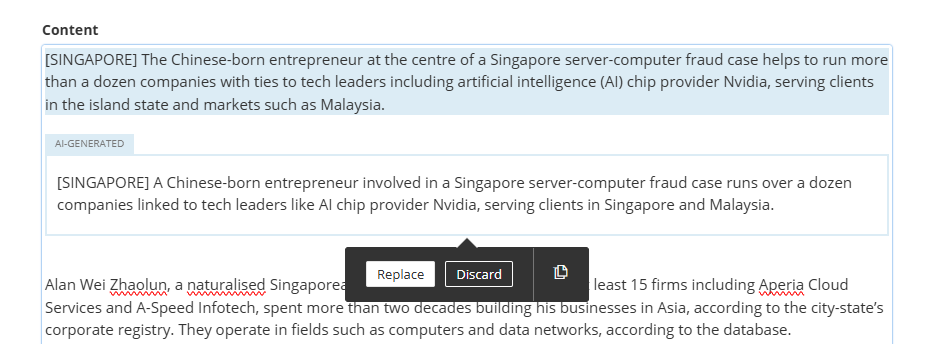 Content
[SINGAPORE] The Chinese-born entrepreneur at the centre of a Singapore server-computer fraud case helps to run more
than a dozen companies with ties to tech leaders including artificial intelligence (AI) chip provider Nvidia, serving clients
in the island state and markets such as Malaysia.
AI-GENERATED
[SINGAPORE] A Chinese-born entrepreneur involved in a Singapore server-computer fraud case runs over a dozen
companies linked to tech leaders like AI chip provider Nvidia, serving clients in Singapore and Malaysia.
Replace Discard
Alan Wei Zhaolun, a naturalised least 15 firms including Aperia Cloud
Services and A-Speed Infotech, spent more than two decades building his businesses in Asia, according to the city-state’s
corporate registry. They operate in fields such as computers and data networks, according to the database.